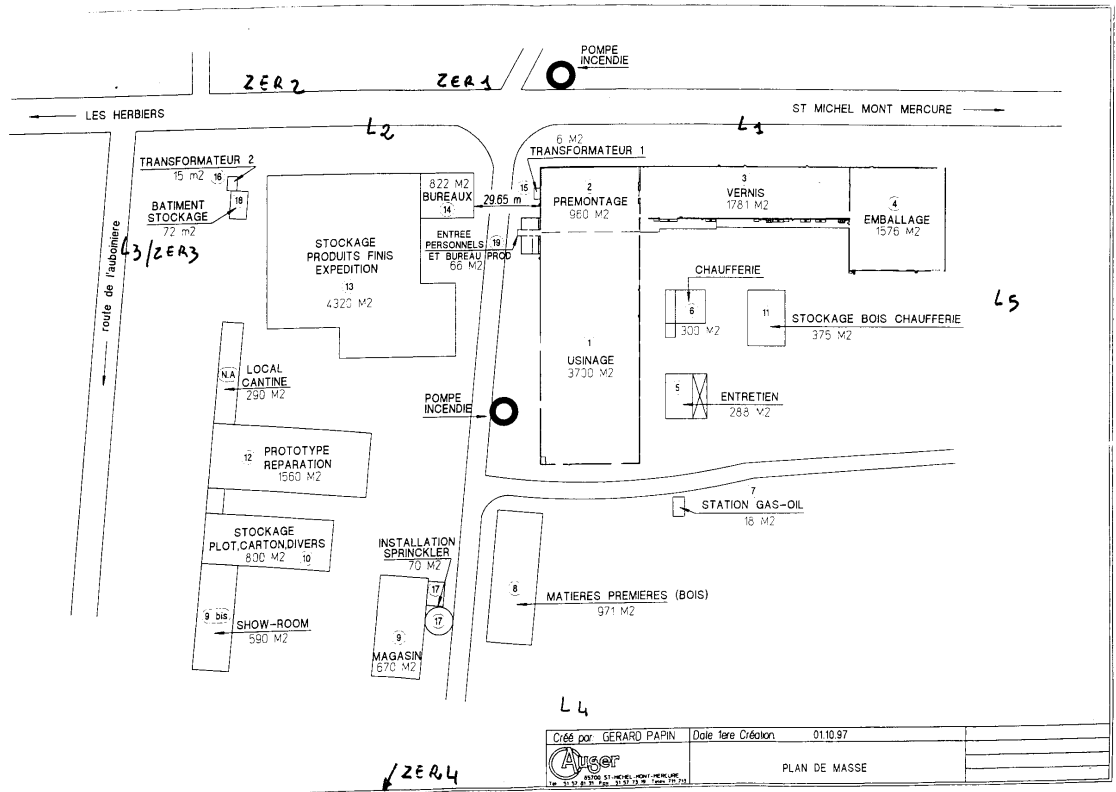 POMPE
INCENDIE
ZER2
ZER1
LES HERBIERS
ST MICHEL MONT MERCURE
L2
L1
6 M2
TRANSFORMATEUR 1
TRANSFORMATEUR 2
15 m2
16
BATIMENT
STOCKAGE
18
72 m2
L3/ZER3
route de l'auboiniere
822 M2
BUREAUX
14
29.65 m
15
2
PREMONTAGE
960 M2
3
VERNIS
1781 M2
4
EMBALLAGE
1576 M2
ENTREE
PERSONNELS
19
ET BUREAU PROD
66 M2
STOCKAGE
PRODUITS FINIS
EXPEDITION
13
4320 M2
CHAUFFERIE
6
300 M2
11
STOCKAGE BOIS CHAUFFERIE
375 M2
L5
1
USINAGE
3700 M2
N.A
LOCAL
CANTINE
290 M2
POMPE
INCENDIE
5
ENTRETIEN
288 M2
12
PROTOTYPE
REPARATION
1560 M2
7
STATION GAS-OIL
18 M2
STOCKAGE
PLOT,CARTON,DIVERS
800 M2
10
INSTALLATION
SPRINCKLER
70 M2
17
17
8
MATIERES PREMIERES (BOIS)
971 M2
9 bis
SHOW-ROOM
590 M2
9
MAGASIN
670 M2
L4
Créé par: GERARD PAPIN
Date 1ere Création
01.10.97
Auger
85700 ST-MICHEL-MONT-MERCURE
PLAN DE MASSE
ZER4